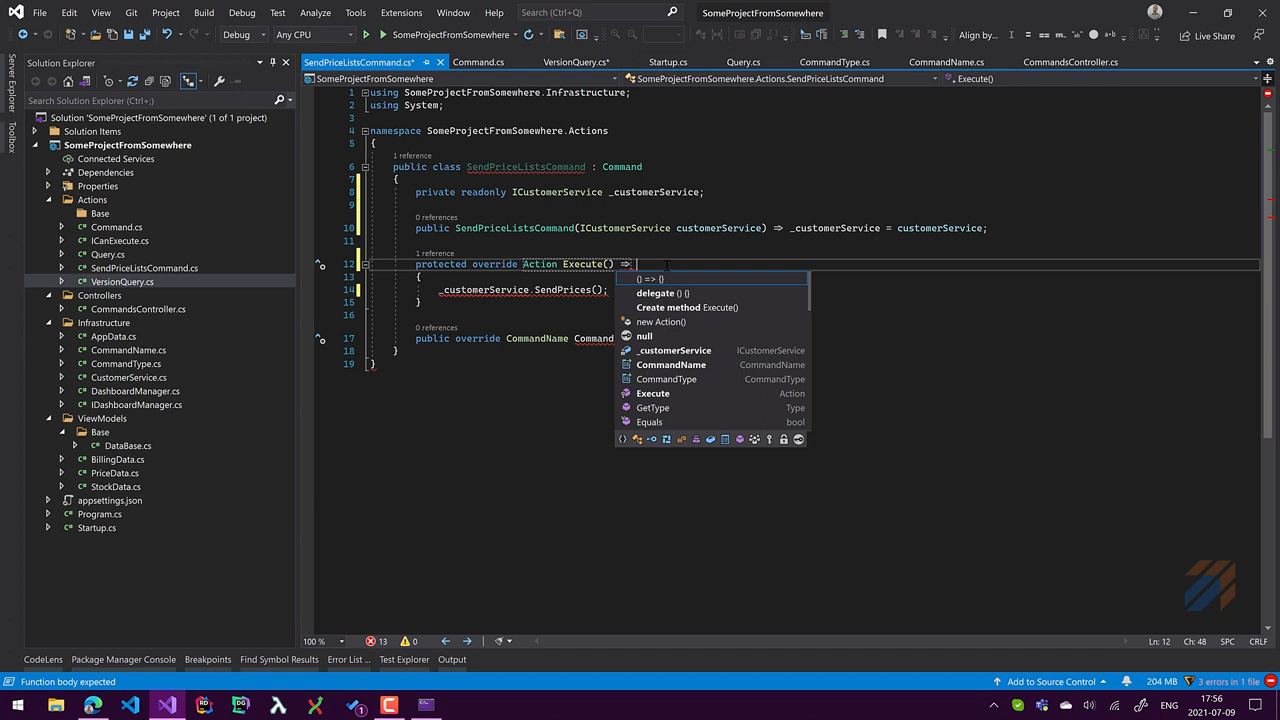 File Edit View Git Project Build Debug Test Analyze Tools Extensions Window Help Search (Ctrl+Q) SomeProjectFromSomewhere
Debug Any CPU SomeProjectFromSomewhere Align by... Live Share
Server Explorer
Toolbox
Solution Explorer
Search Solution Explorer (Ctrl+;)
Solution 'SomeProjectFromSomewhere' (1 of 1 project)
Solution Items
SomeProjectFromSomewhere
Connected Services
Dependencies
Properties
Actions
Base
Command.cs
ICanExecute.cs
Query.cs
SendPriceListsCommand.cs
VersionQuery.cs
Controllers
CommandsController.cs
Infrastructure
AppData.cs
CommandName.cs
CommandType.cs
CustomerService.cs
DashboardManager.cs
IDashboardManager.cs
ViewModels
Base
DataBase.cs
BillingData.cs
PriceData.cs
StockData.cs
appsettings.json
Program.cs
Startup.cs
SendPriceListsCommand.cs* Command.cs VersionQuery.cs* Startup.cs Query.cs CommandType.cs CommandName.cs CommandsController.cs
SomeProjectFromSomewhere SomeProjectFromSomewhere.Actions.SendPriceListsCommand Execute()
1 using SomeProjectFromSomewhere.Infrastructure;
2 using System;
3
4 namespace SomeProjectFromSomewhere.Actions
5 {
1 reference
6 public class SendPriceListsCommand : Command
7 {
8 private readonly ICustomerService _customerService;
9
0 references
10 public SendPriceListsCommand(ICustomerService customerService) => _customerService = customerService;
11
1 reference
12 protected override Action Execute() =>
13 {
14 _customerService.SendPrices();
15 }
16
0 references
17 public override CommandName Command
18 }
19 }
() => {}
delegate () {}
Create method Execute()
new Action()
null
_customerService ICustomerService
CommandName CommandName
CommandType CommandType
Execute Action
GetType Type
Equals bool
100 % 13 0 Ln: 12 Ch: 48 SPC CRLF
CodeLens Package Manager Console Breakpoints Find Symbol Results Error List ... Test Explorer Output
Function body expected Add to Source Control 204 MB 3 errors in 1 file
ENG 17:56
2021-07-09